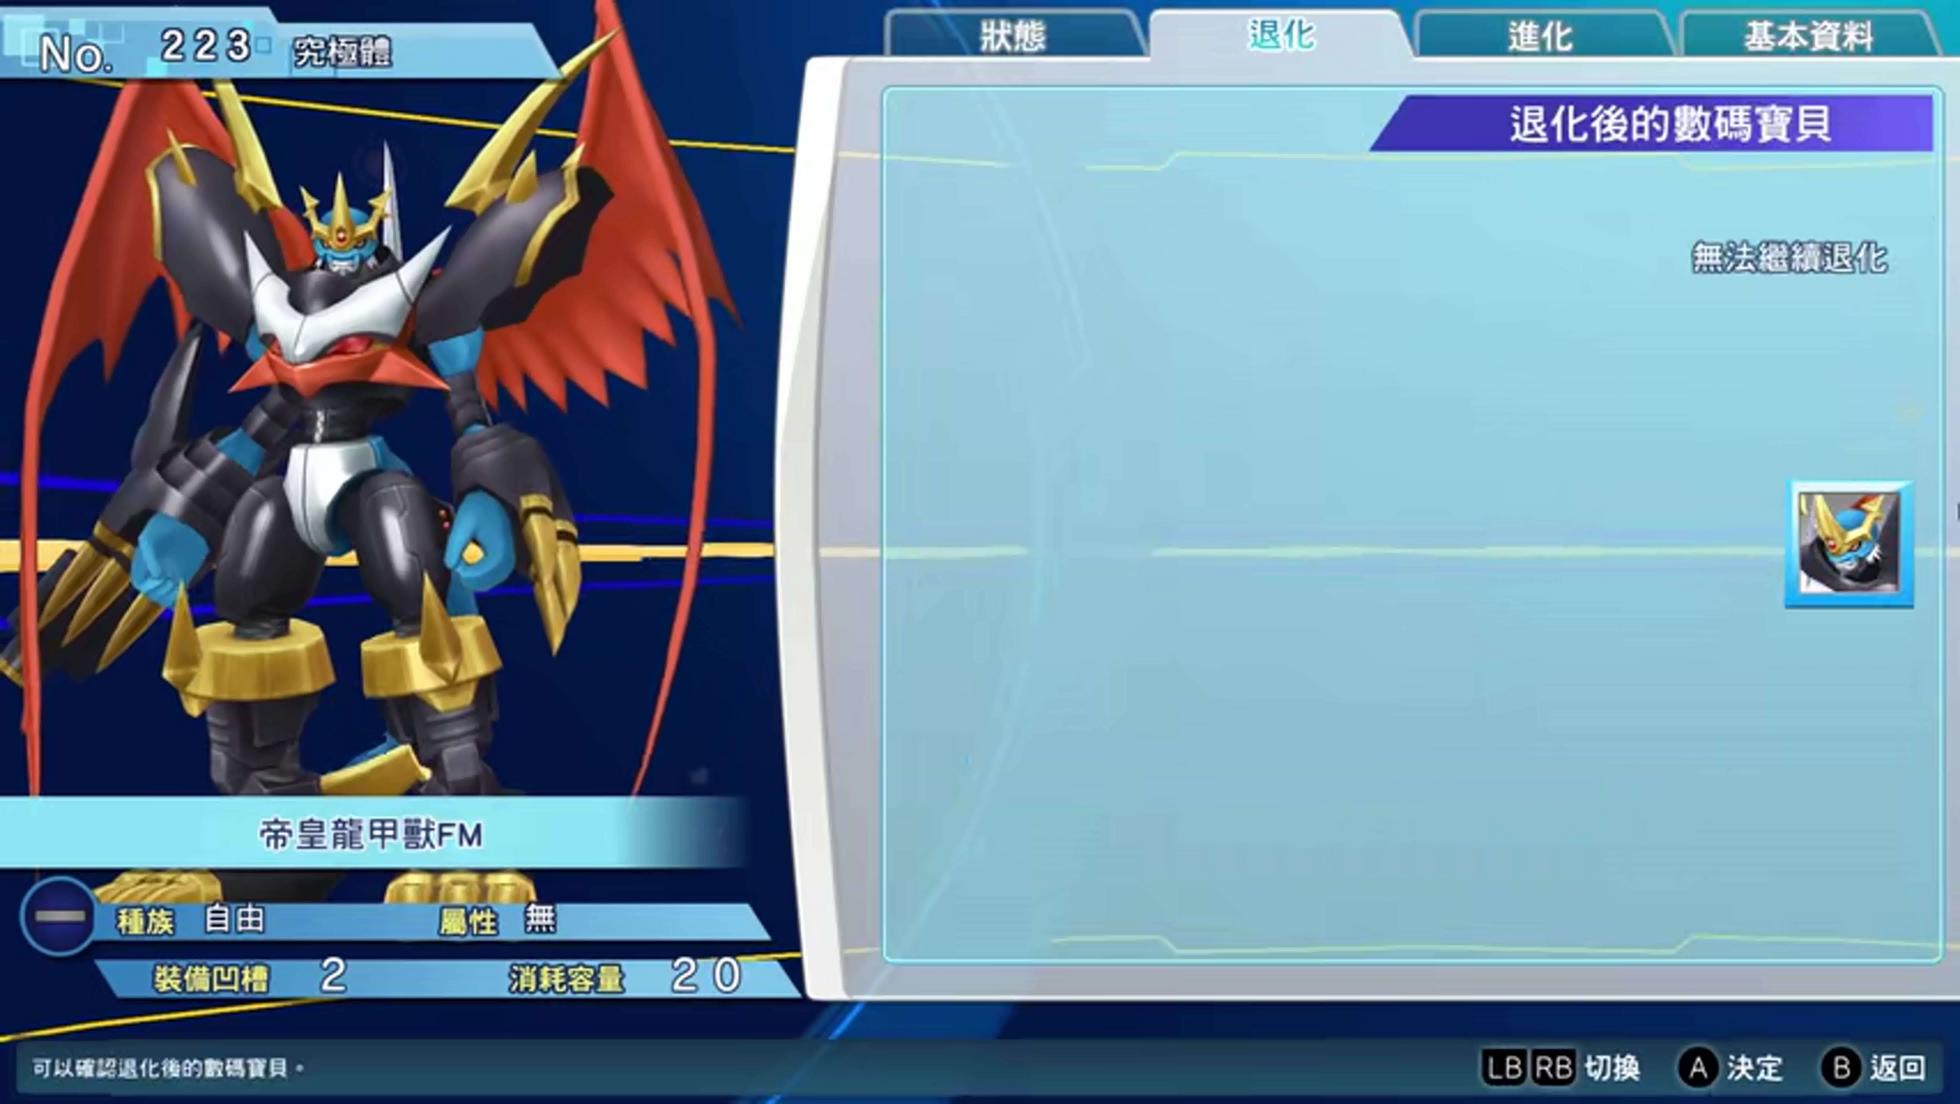 No. 223 究極體
狀態 退化 進化 基本資料
退化後的數碼寶貝
無法繼續退化
帝皇龍甲獸FM
種族 自由 屬性 無
裝備凹槽 2 消耗容量 20
可以確認退化後的數碼寶貝。
LB RB 切換 A 決定 B 返回